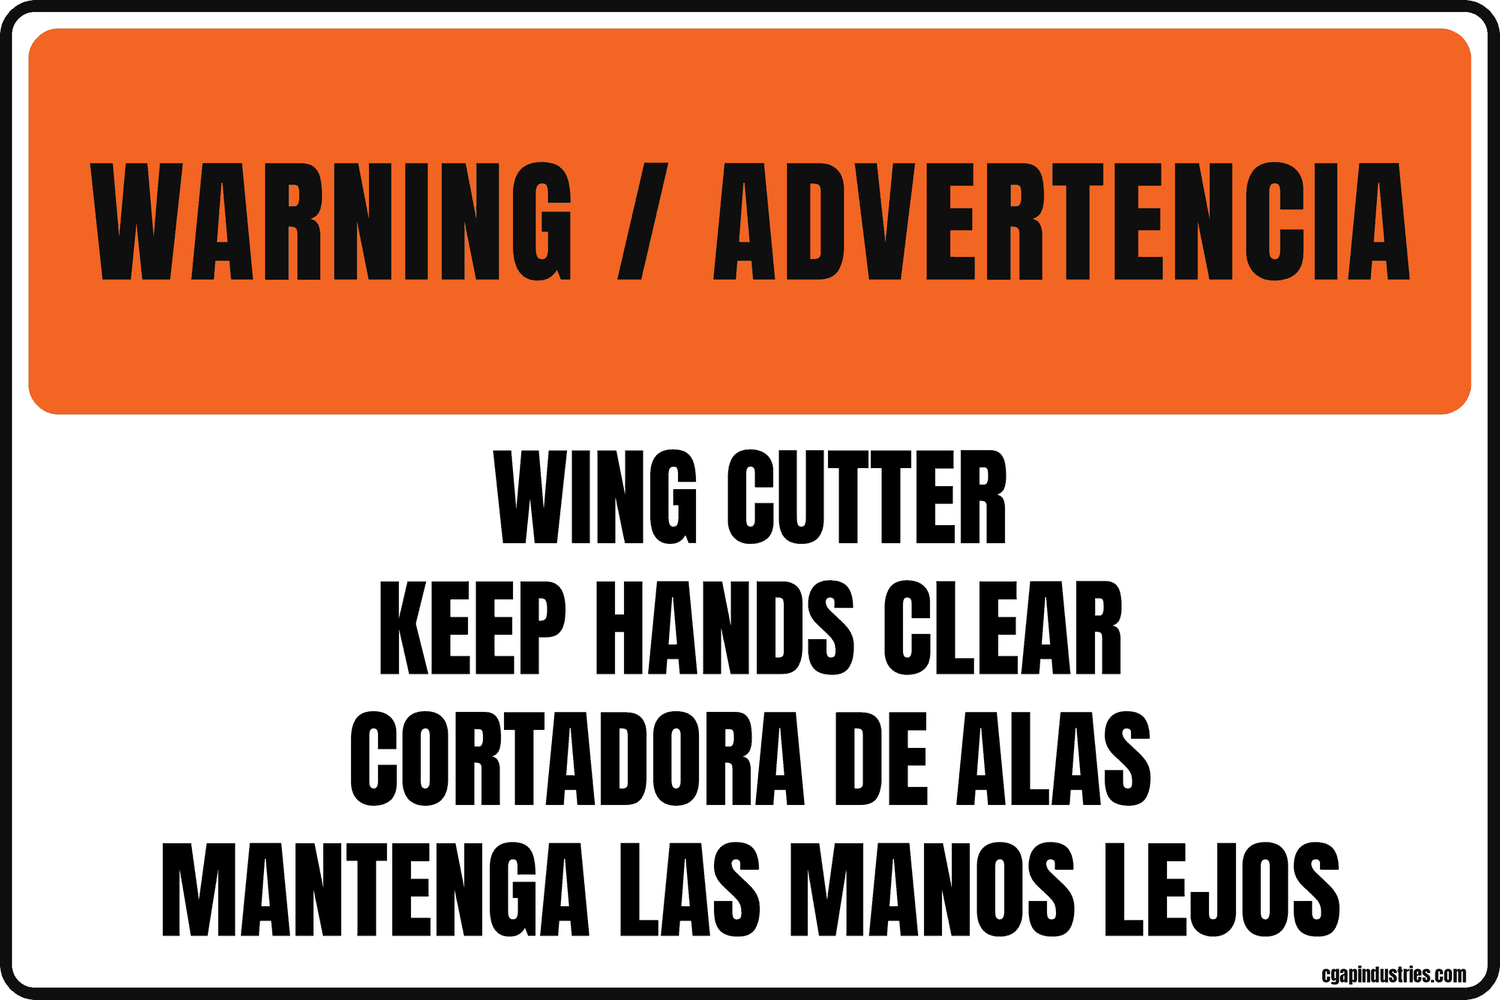 WARNING / ADVERTENCIA
WING CUTTER
KEEP HANDS CLEAR
CORTADORA DE ALAS
MANTENGA LAS MANOS LEJOS
cgapindustries.com